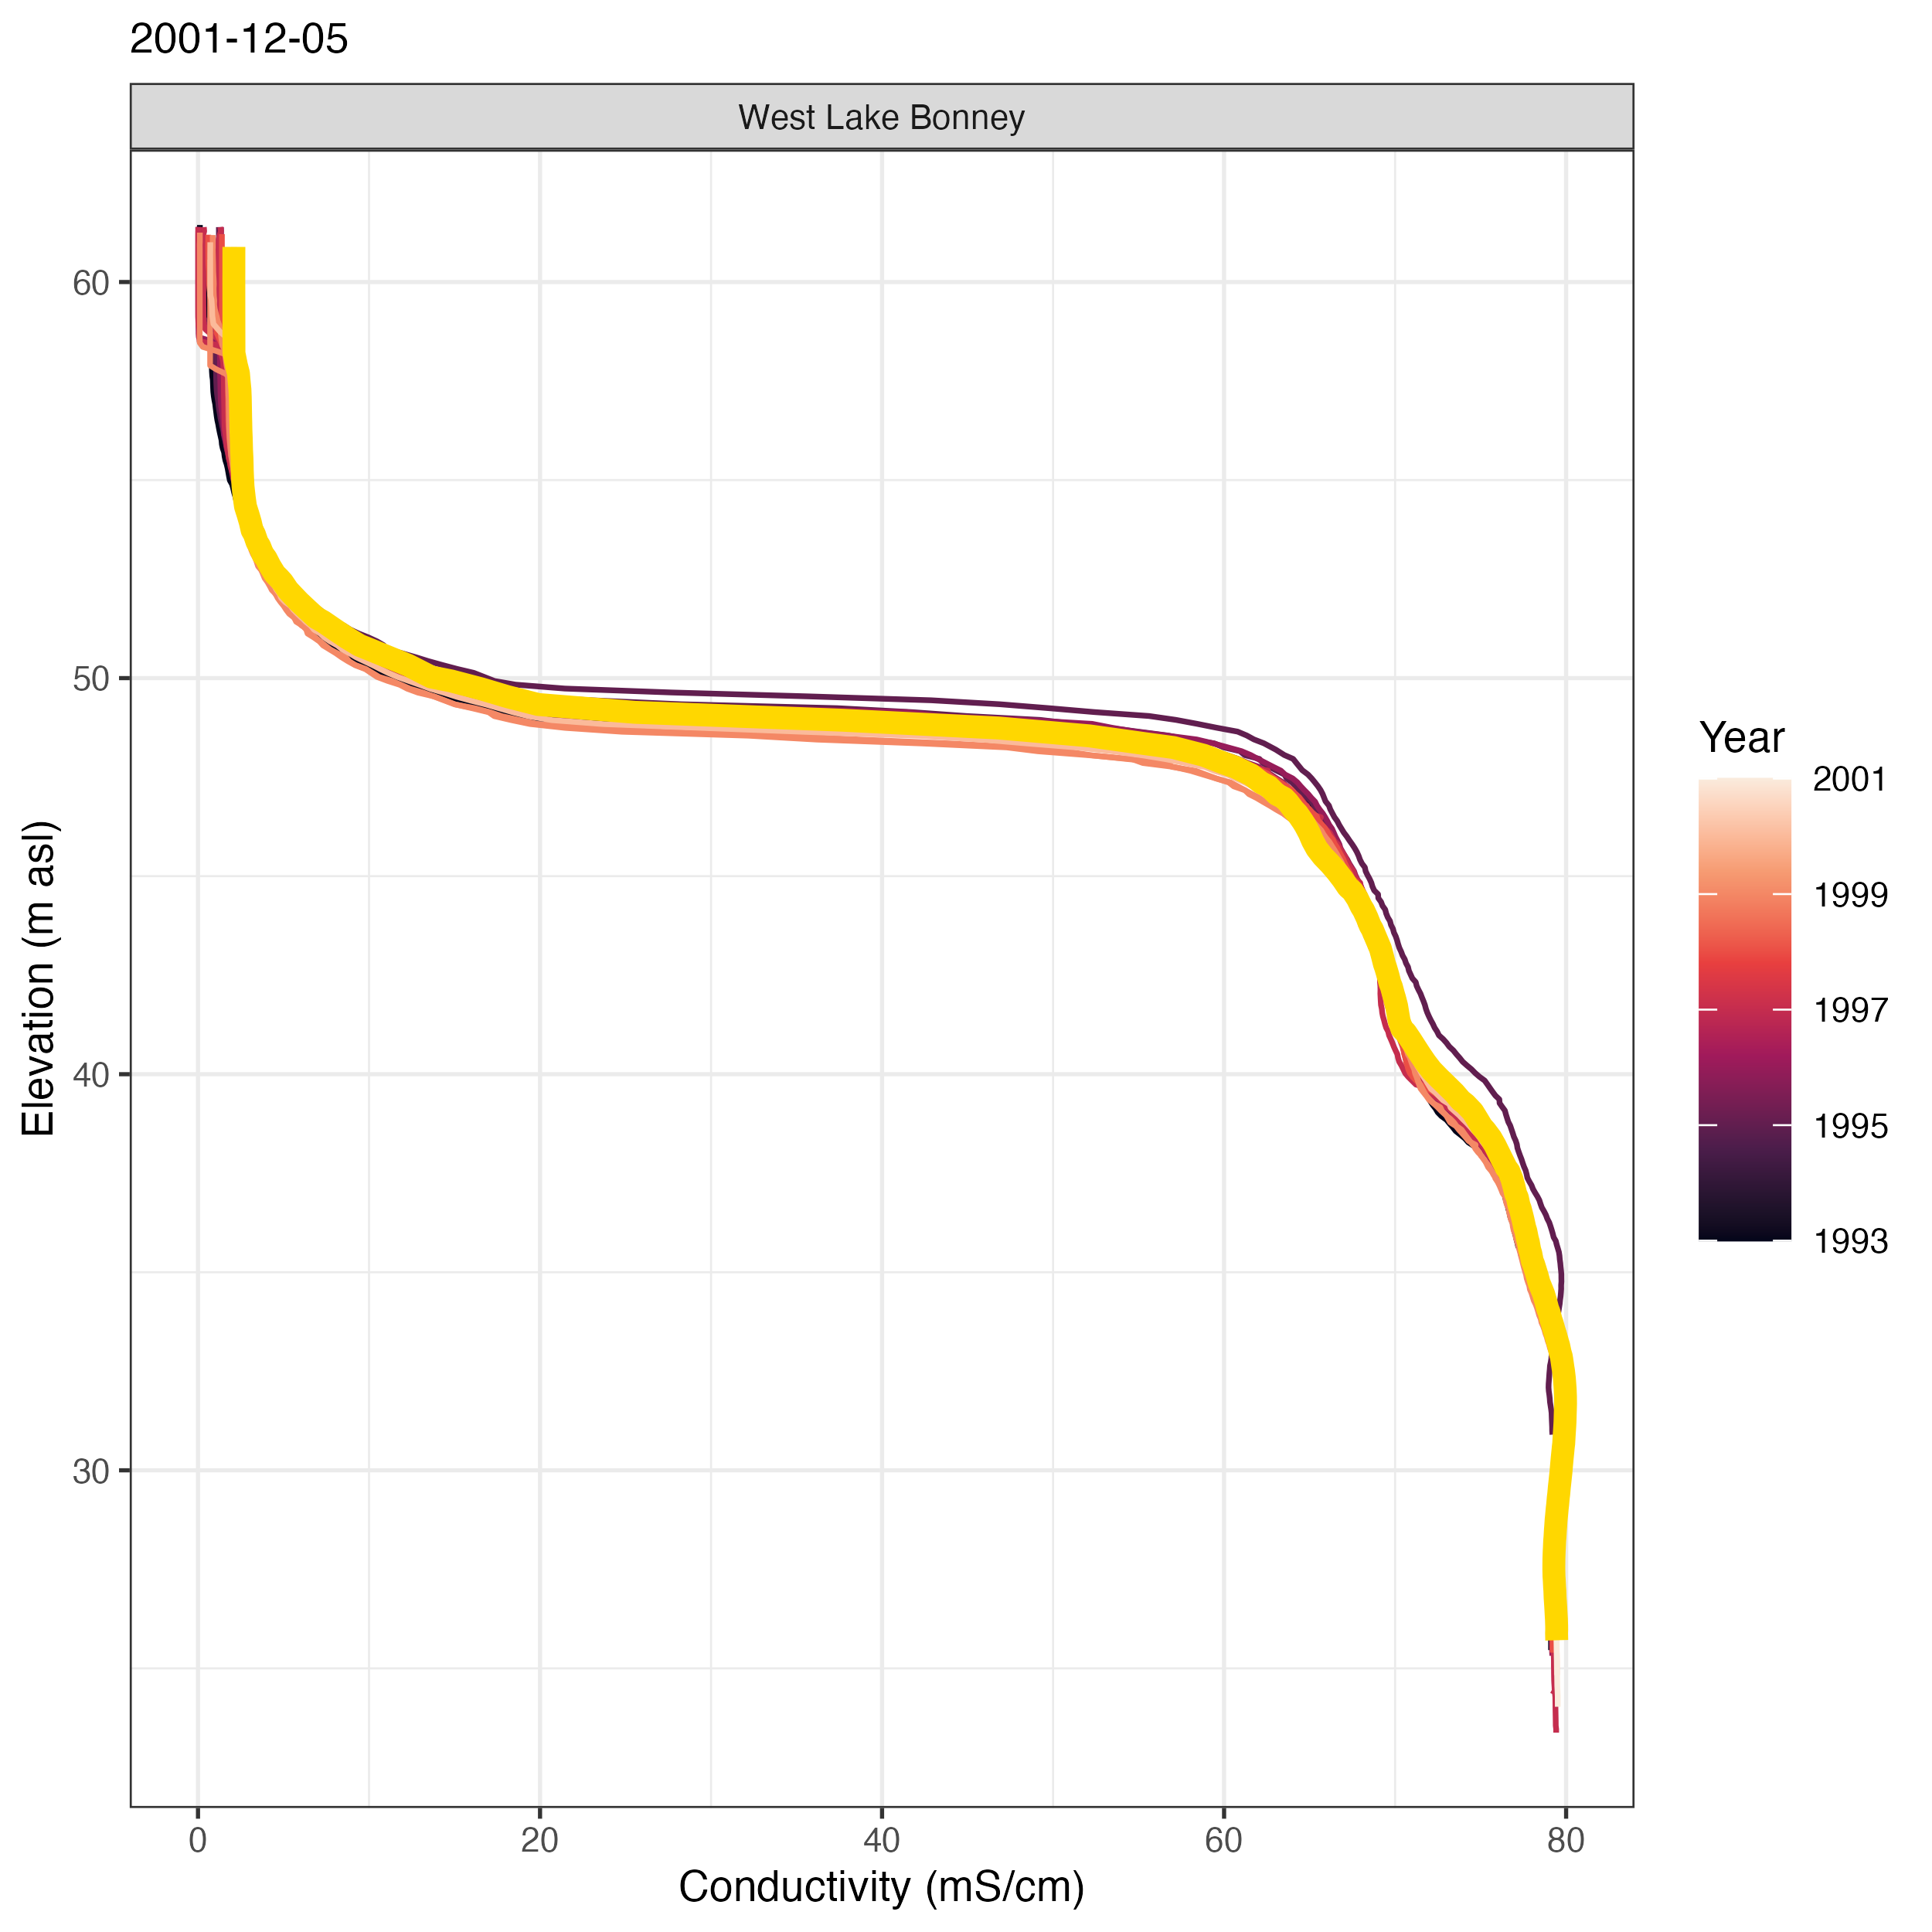 2001-12-05
West Lake Bonney
60
50
40
30
Elevation (m asl)
0 20 40 60 80
Conductivity (mS/cm)
Year
2001
1999
1997
1995
1993